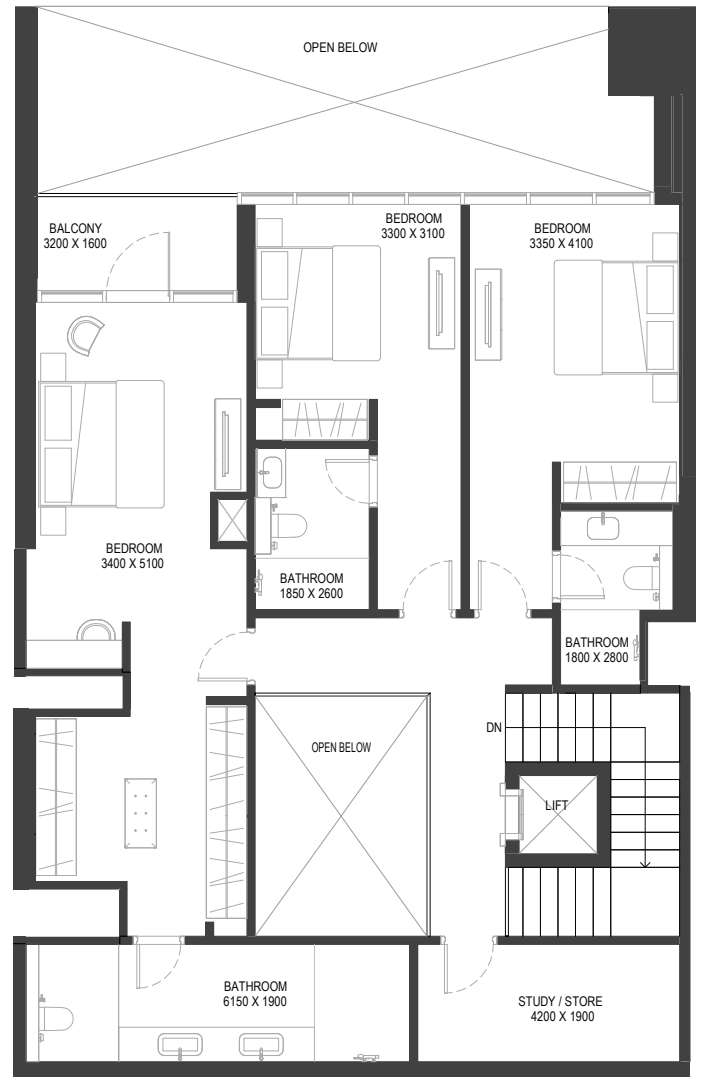 OPEN BELOW
BALCONY
3200 X 1600
BEDROOM
3300 X 3100
BEDROOM
3350 X 4100
BEDROOM
3400 X 5100
BATHROOM
1850 X 2600
BATHROOM
1800 X 2800
OPEN BELOW
DN
LIFT
BATHROOM
6150 X 1900
STUDY / STORE
4200 X 1900